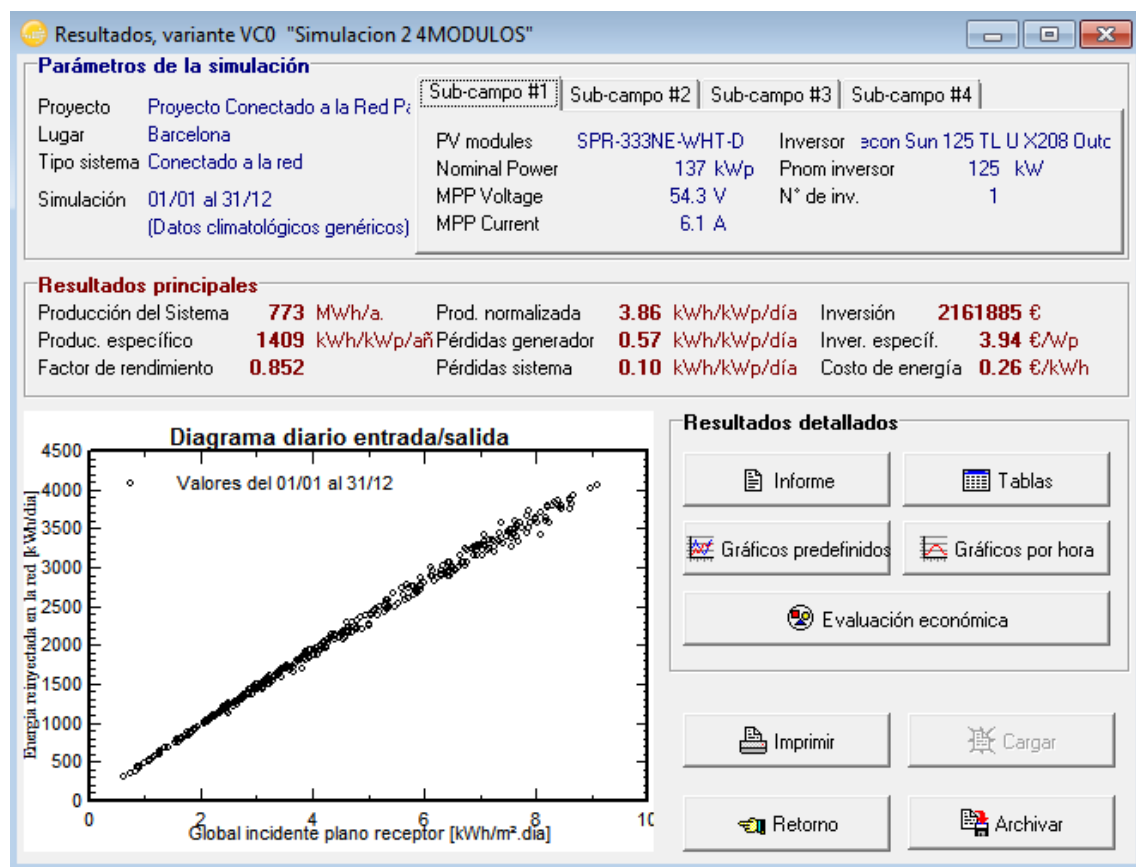 Resultados, variante VC0 "Simulacion 2 4MODULOS"
Parámetros de la simulación
Proyecto Proyecto Conectado a la Red Pa
Lugar Barcelona
Tipo sistema Conectado a la red
Simulación 01/01 al 31/12
(Datos climatológicos genéricos)
Sub-campo #1 Sub-campo #2 Sub-campo #3 Sub-campo #4
PV modules SPR-333NE-WHT-D Inversor econ Sun 125 TL U X208 Outc
Nominal Power 137 kWp Pnom inversor 125 kW
MPP Voltage 54.3 V N° de inv. 1
MPP Current 6.1 A
Resultados principales
Producción del Sistema 773 MWh/a. Prod. normalizada 3.86 kWh/kWp/día Inversión 2161885 €
Produc. específico 1409 kWh/kWp/añ Pérdidas generador 0.57 kWh/kWp/día Inver. específ. 3.94 €/Wp
Factor de rendimiento 0.852 Pérdidas sistema 0.10 kWh/kWp/día Costo de energía 0.26 €/kWh
Diagrama diario entrada/salida
Valores del 01/01 al 31/12
Energia reinyectada en la red [kWh/dia]
4500
4000
3500
3000
2500
2000
1500
1000
500
0
0 2 4 6 8 10
Global incidente plano receptor [kWh/m².dia]
Resultados detallados
Informe Tablas
Gráficos predefinidos Gráficos por hora
Evaluación económica
Imprimir Cargar
Retorno Archivar